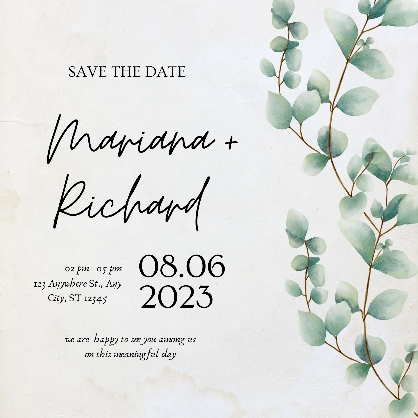 SAVE THE DATE
Mariana +
Richard
02 pm 05 pm
123 Anywhere St., Any
City, ST 12345
08.06
2023
we are happy to see you among us
on this meaningful day